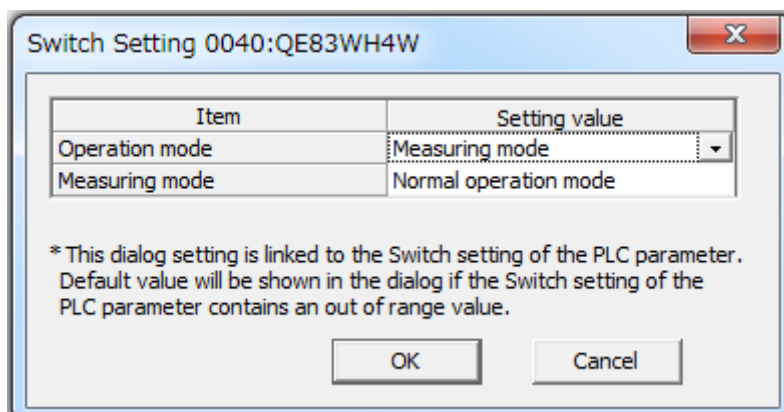 Switch Setting 0040:QE83WH4W
Item Setting value
Operation mode Measuring mode
Measuring mode Normal operation mode
* This dialog setting is linked to the Switch setting of the PLC parameter.
Default value will be shown in the dialog if the Switch setting of the
PLC parameter contains an out of range value.
OK Cancel